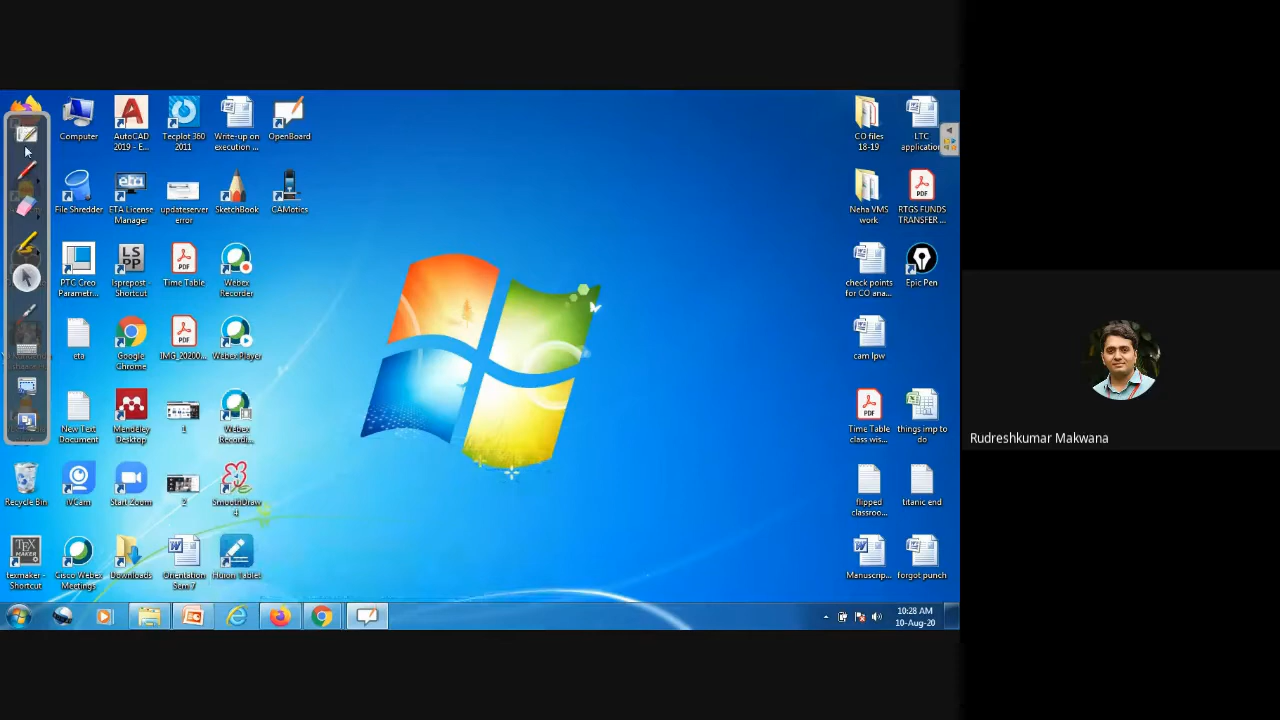 Computer
AutoCAD
2019 - E...
Tecplot 360
2011
Write-up on
execution ...
OpenBoard
CO files
18-19
LTC
application
File Shredder
ETA License
Manager
updateserver
error
SketchBook
CAMotics
Neha VMS
work
RTGS FUNDS
TRANSFER ...
PTC Creo
Parametr...
lspprepost -
Shortcut
Time Table
Webex
Recorder
check points
for CO ana...
Epic Pen
eta
Google
Chrome
IMG_20200...
WebexPlayer
cam lpw
New Text
Document
Mendeley
Desktop
1
Webex
Recordi...
Time Table
class wis...
things imp to
do
Rudreshkumar Makwana
Recycle Bin
iVCam
Start Zoom
2
SmoothDraw
4
flipped
classroo...
titanic end
texmaker -
Shortcut
Cisco Webex
Meetings
Downloads
Orientation
Sem 7
Huion Tablet
Manuscrip...
forgot punch
10:28 AM
10-Aug-20